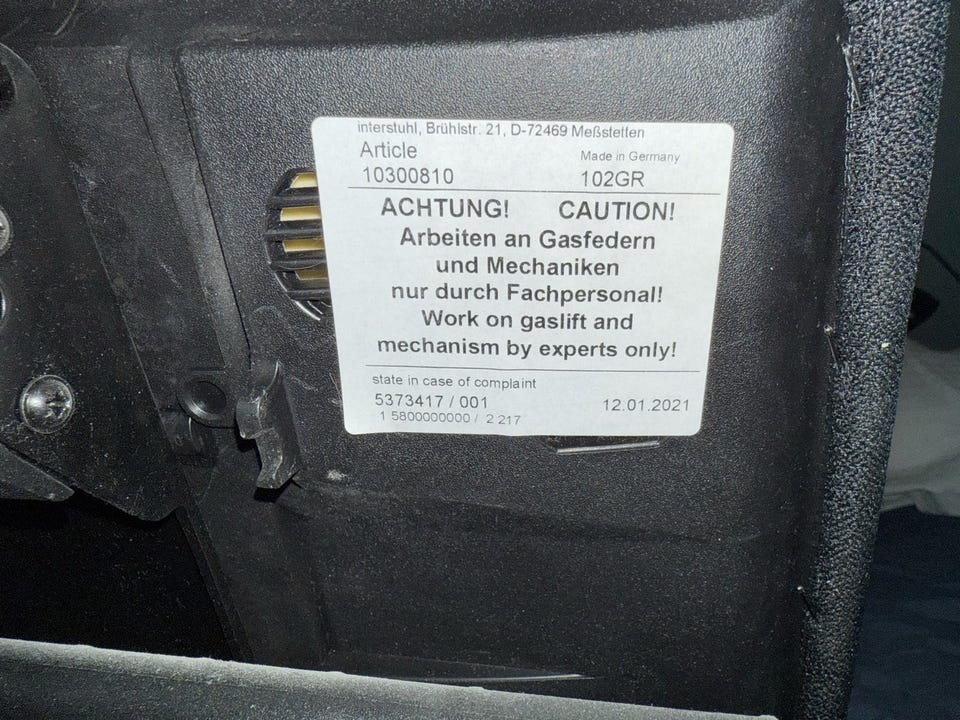 interstuhl, Brühlstr. 21, D-72469 Meßstetten
Article
Made in Germany
10300810
102GR
ACHTUNG! CAUTION!
Arbeiten an Gasfedern
und Mechaniken
nur durch Fachpersonal!
Work on gaslift and
mechanism by experts only!
state in case of complaint
5373417 / 001
12.01.2021
1 5800000000 / 2 217